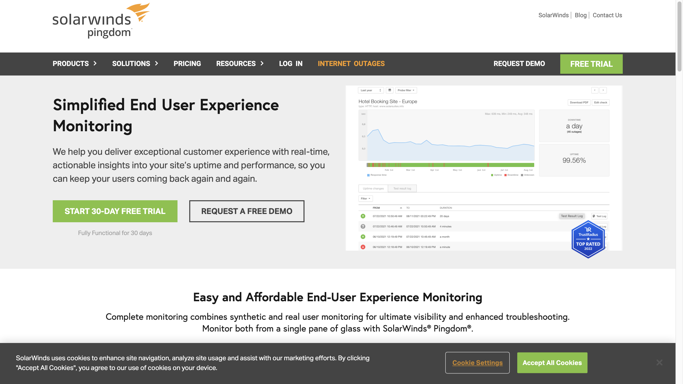 solarwinds
pingdom
SolarWinds | Blog | Contact Us
PRODUCTS > SOLUTIONS > PRICING RESOURCES > LOG IN INTERNET OUTAGES REQUEST DEMO FREE TRIAL
Simplified End User Experience
Monitoring
We help you deliver exceptional customer experience with real-time,
actionable insights into your site's uptime and performance, so you
can keep your users coming back again and again.
START 30-DAY FREE TRIAL REQUEST A FREE DEMO
Fully Functional for 30 days
Hotel Booking Site - Europe
Download PDF
a day
UPTIME
99.56%
Test Result Log
TrustRadius
TOP RATED
2022
Easy and Affordable End-User Experience Monitoring
Complete monitoring combines synthetic and real user monitoring for ultimate visibility and enhanced troubleshooting.
Monitor both from a single pane of glass with SolarWinds® Pingdom®.
SolarWinds uses cookies to enhance site navigation, analyze site usage and assist with our marketing efforts. By clicking
"Accept All Cookies", you agree to our use of cookies on your device.
Cookie Settings
Accept All Cookies